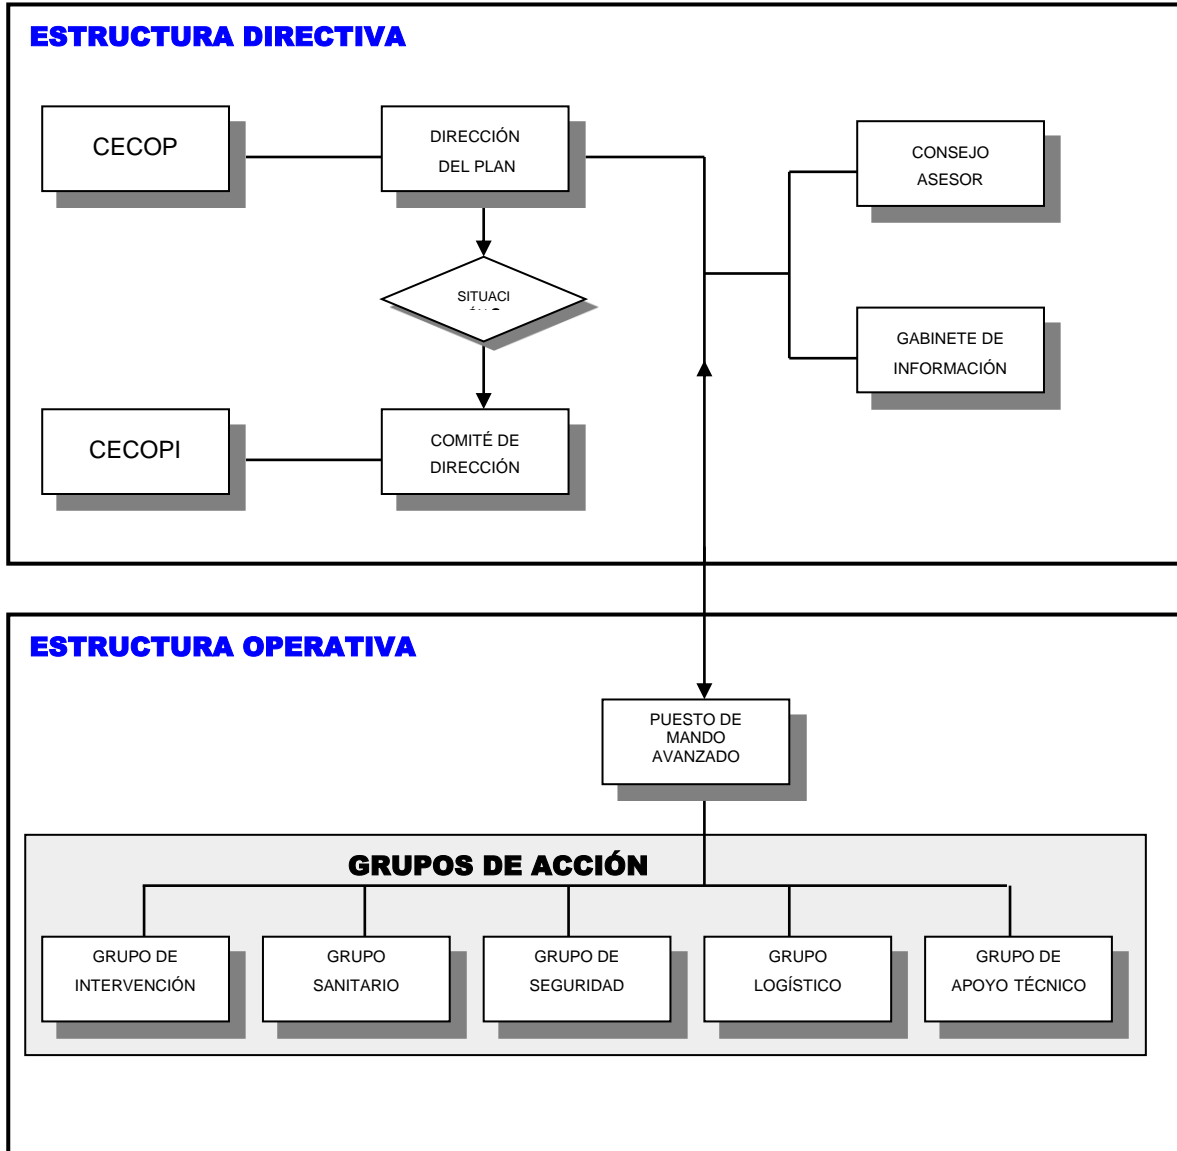 ESTRUCTURA DIRECTIVA
CECOP
DIRECCIÓN
DEL PLAN
CONSEJO
ASESOR
SITUACI
GABINETE DE
INFORMACIÓN
CECOPI
COMITÉ DE
DIRECCIÓN
ESTRUCTURA OPERATIVA
PUESTO DE
MANDO
AVANZADO
GRUPOS DE ACCIÓN
GRUPO DE
INTERVENCIÓN
GRUPO
SANITARIO
GRUPO DE
SEGURIDAD
GRUPO
LOGÍSTICO
GRUPO DE
APOYO TÉCNICO